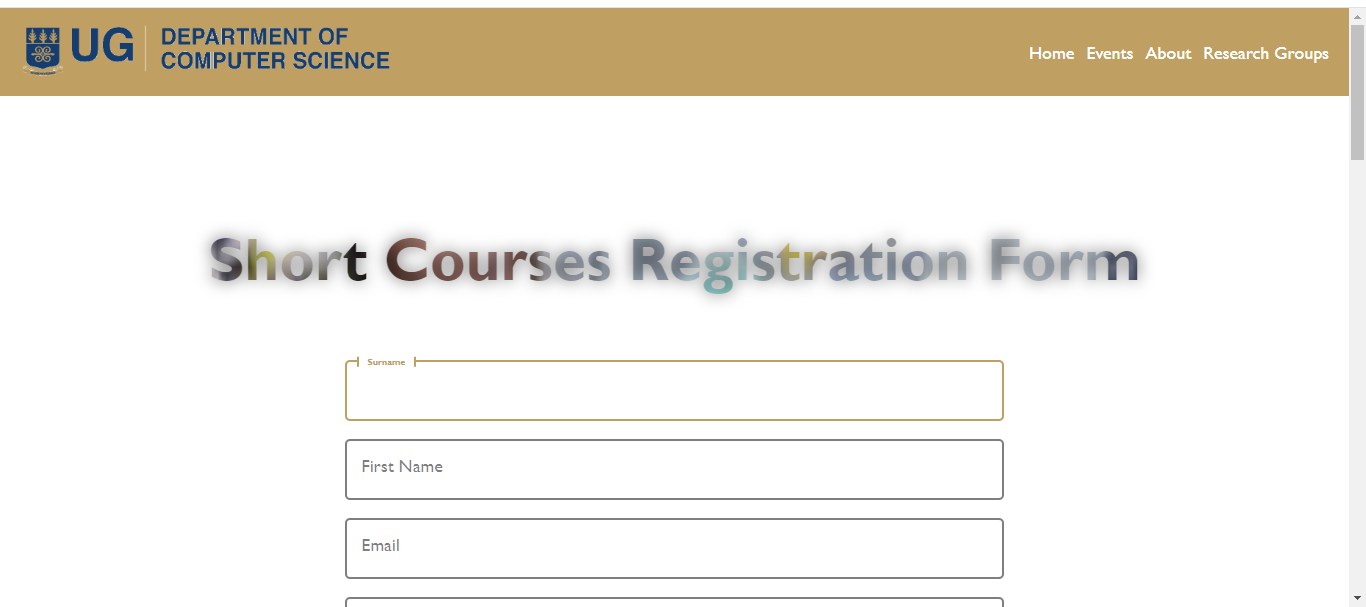 UG
DEPARTMENT OF
COMPUTER SCIENCE
Home Events About Research Groups
Short Courses Registration Form
Surname
First Name
Email